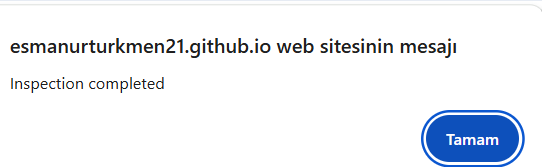 esmanurturkmen21.github.io web sitesinin mesajı
Inspection completed
Tamam